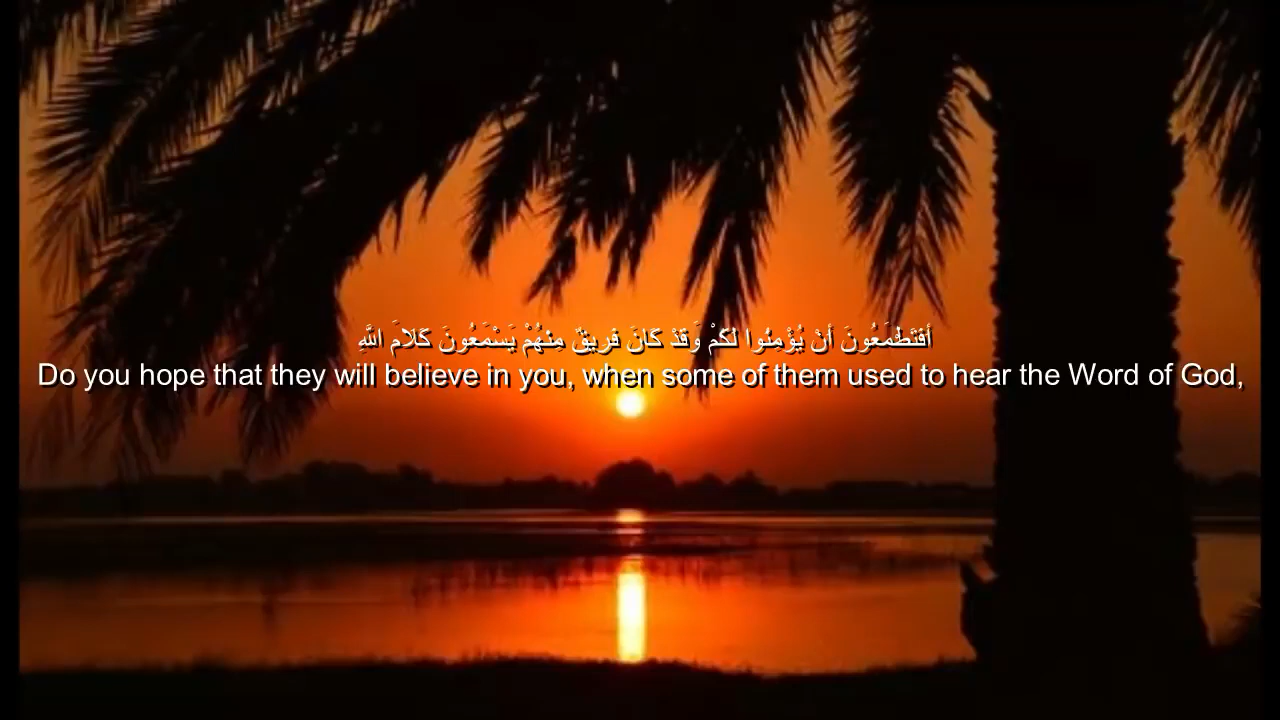 أَفَتَطْمَعُونَ أَنْ يُؤْمِنُوا لَكُمْ وَقَدْ كَانَ فَرِيقٌ مِنْهُمْ يَسْمَعُونَ كَلَامَ اللَّهِ
Do you hope that they will believe in you, when some of them used to hear the Word of God,